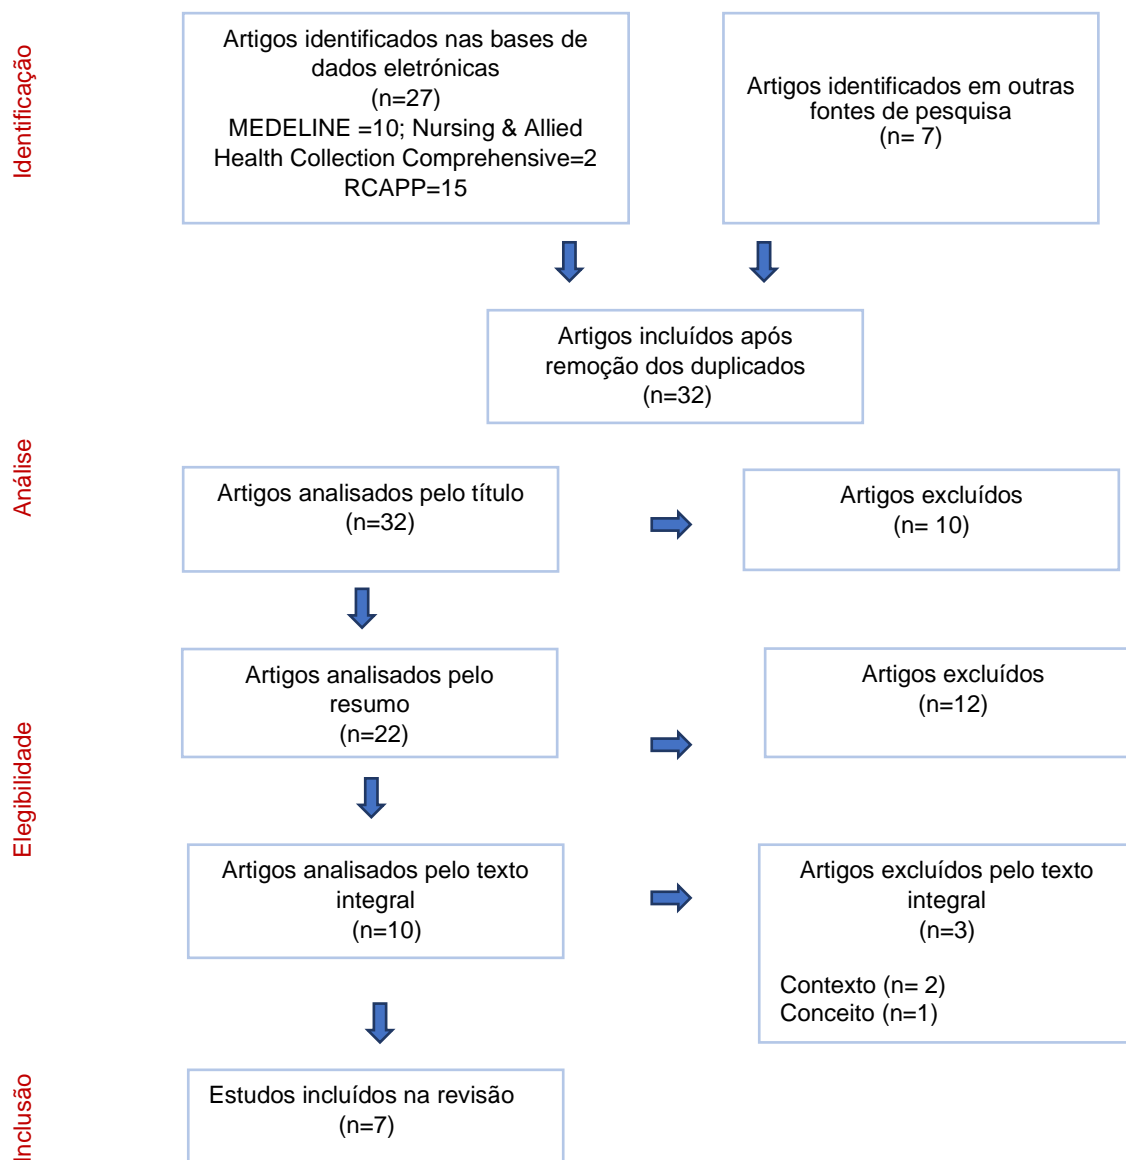 Identificação
Artigos identificados nas bases de
dados eletrónicas
(n=27)
MEDELINE =10; Nursing & Allied
Health Collection Comprehensive=2
RCAPP=15
Artigos identificados em outras
fontes de pesquisa
(n= 7)
Artigos incluídos após
remoção dos duplicados
(n=32)
Análise
Artigos analisados pelo título
(n=32)
Artigos excluídos
(n= 10)
Elegibilidade
Artigos analisados pelo
resumo
(n=22)
Artigos excluídos
(n=12)
Artigos analisados pelo texto
integral
(n=10)
Artigos excluídos pelo texto
integral
(n=3)
Contexto (n= 2)
Conceito (n=1)
Inclusão
Estudos incluídos na revisão
(n=7)